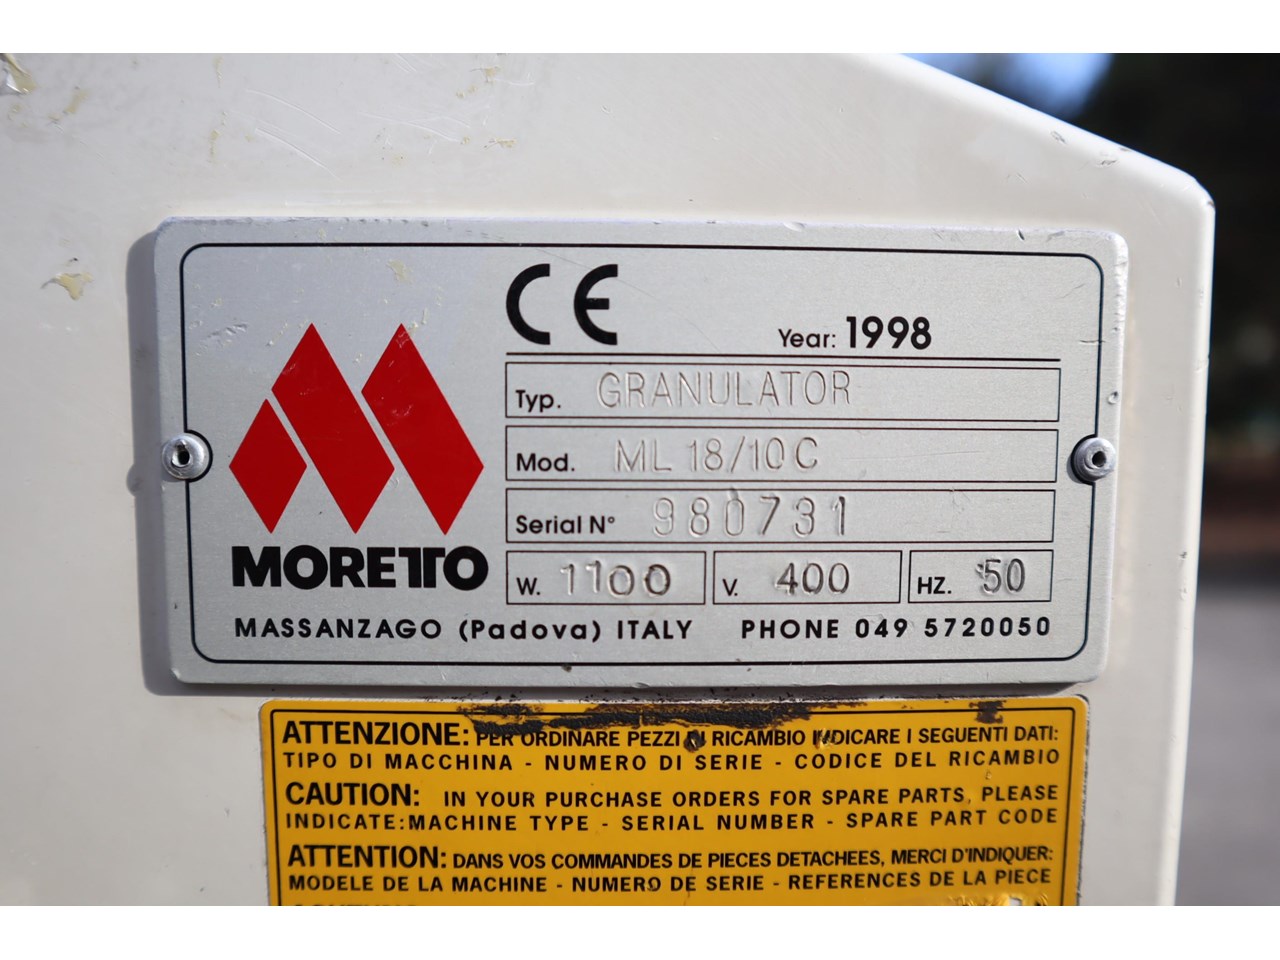 CE
Year: 1998
Typ. GRANULATOR
Mod. ML 18/10 C
Serial N° 980731
W. 1100 V. 400 HZ. 50
MORETTO
MASSANZAGO (Padova) ITALY PHONE 049 5720050
ATTENZIONE: PER ORDINARE PEZZI DI RICAMBIO INDICARE I SEGUENTI DATI:
TIPO DI MACCHINA - NUMERO DI SERIE - CODICE DEL RICAMBIO
CAUTION: IN YOUR PURCHASE ORDERS FOR SPARE PARTS, PLEASE
INDICATE: MACHINE TYPE - SERIAL NUMBER - SPARE PART CODE
ATTENTION: DANS VOS COMMANDES DE PIECES DETACHEES, MERCI D'INDIQUER:
MODELE DE LA MACHINE - NUMERO DE SERIE - REFERENCES DE LA PIECE